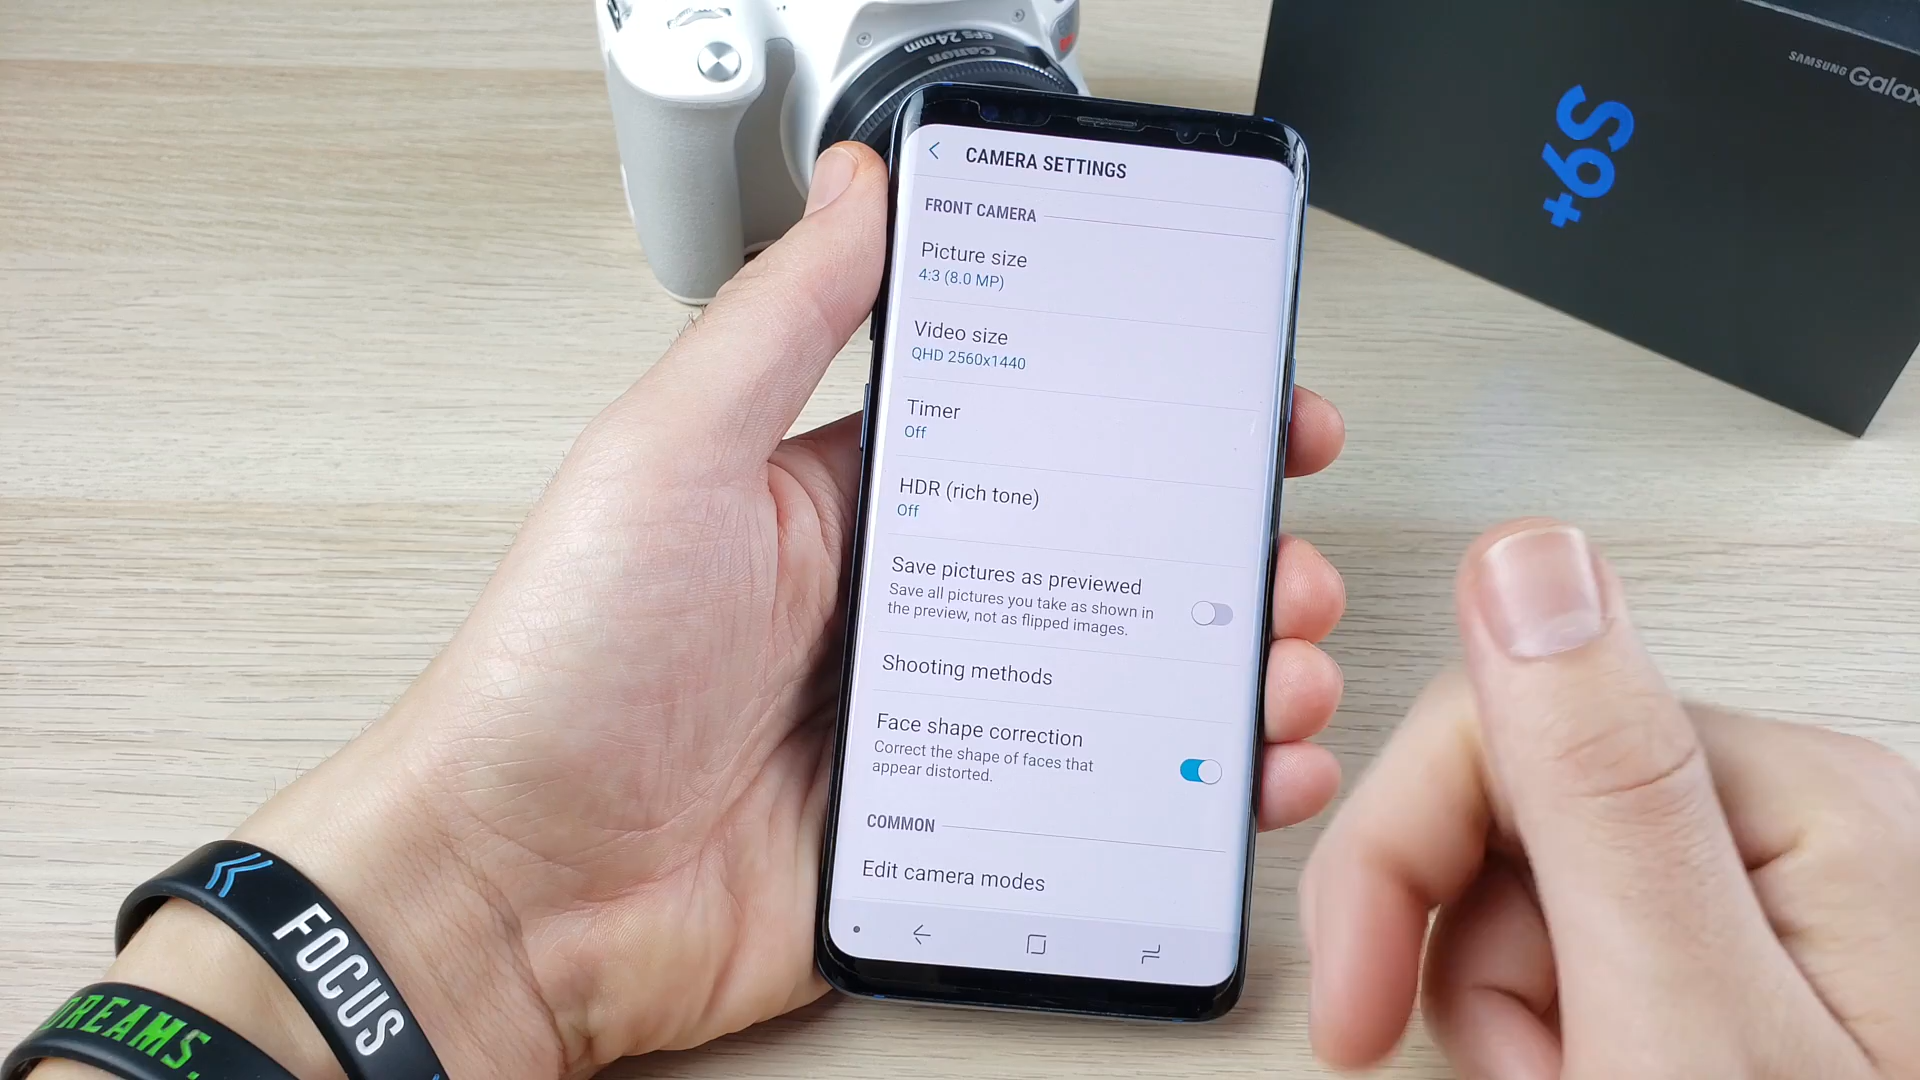 Canon
EFS 24mm
SAMSUNG Galax
S9+
CAMERA SETTINGS
FRONT CAMERA
Picture size
4:3 (8.0 MP)
Video size
QHD 2560x1440
Timer
Off
HDR (rich tone)
Off
Save pictures as previewed
Save all pictures you take as shown in
the preview, not as flipped images.
Shooting methods
Face shape correction
Correct the shape of faces that
appear distorted.
COMMON
Edit camera modes
FOCUS
DREAMS.